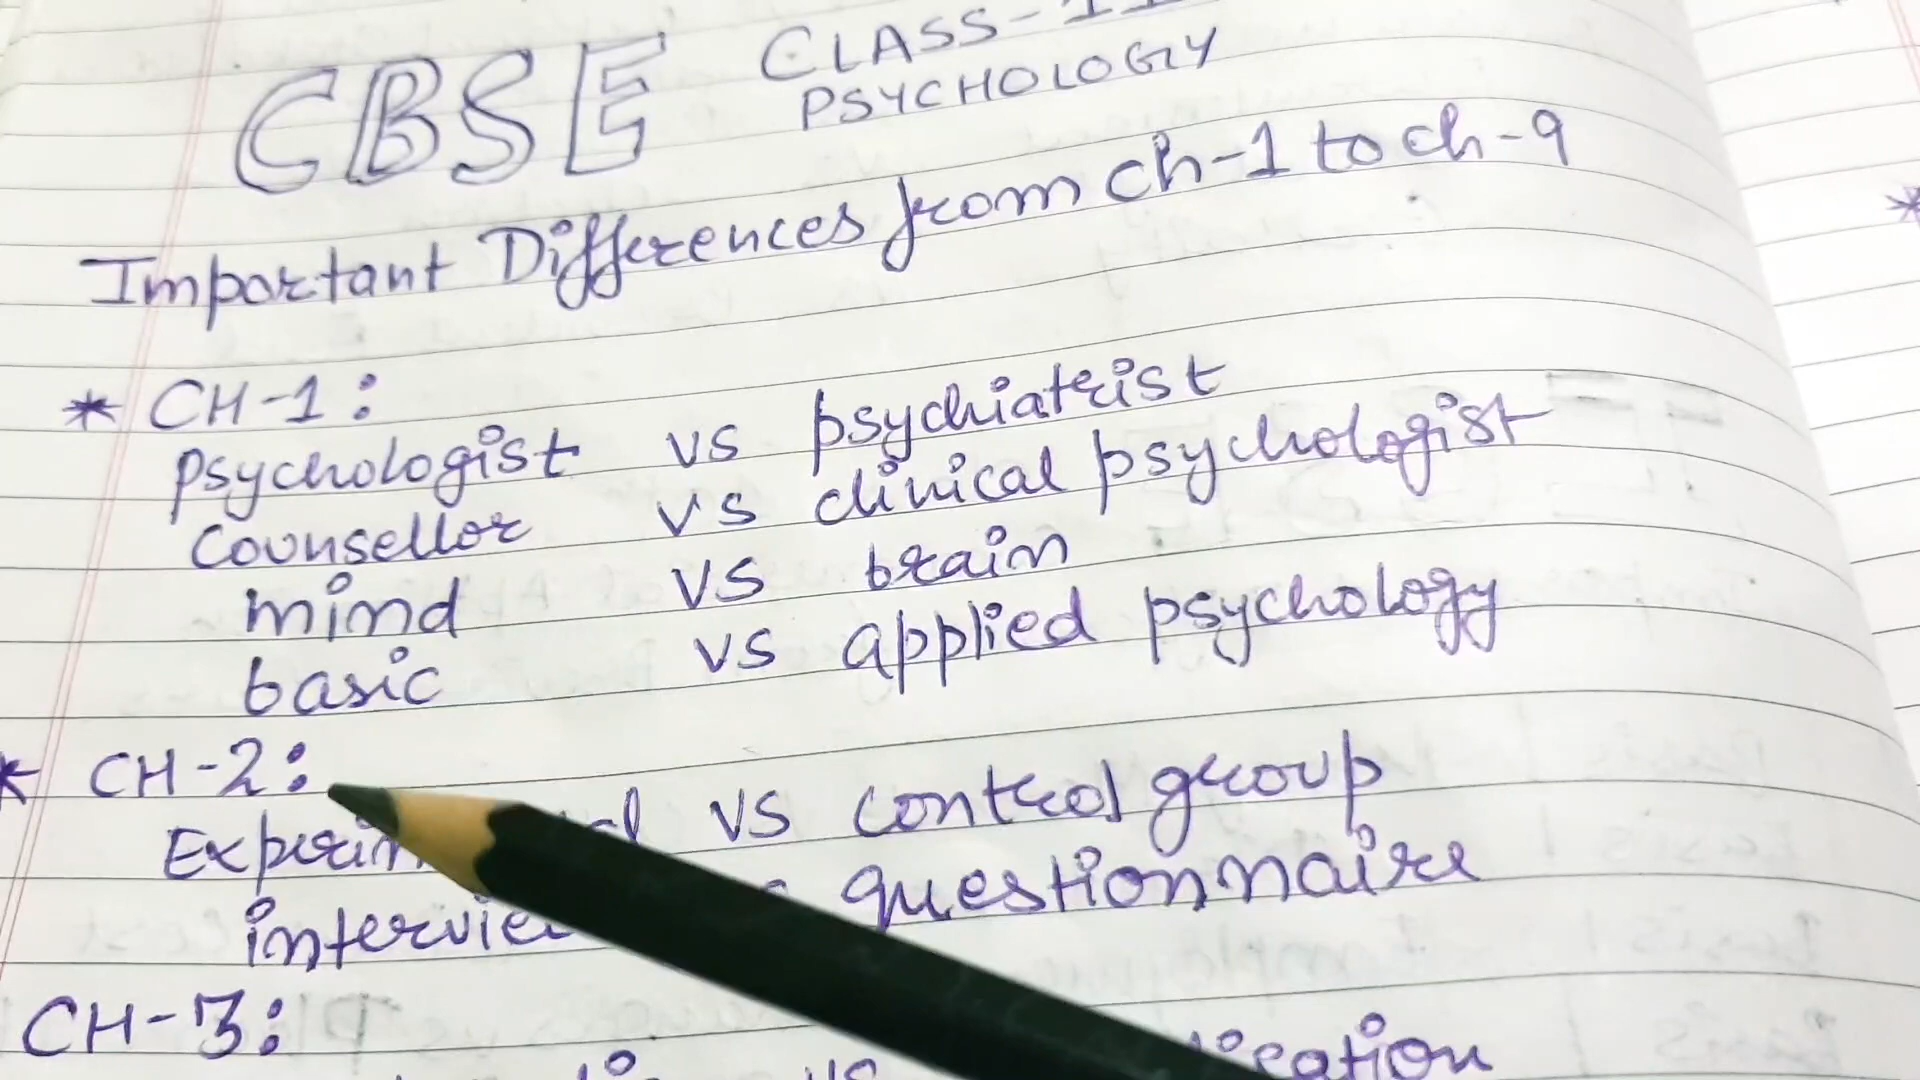 CBSE CLASS-11
PSYCHOLOGY
Important Differences from ch-1 to ch-9
* CH-1:
Psychologist vs psychiatrist
Counsellor vs clinical psychologist
mind vs brain
basic vs applied psychology
* CH-2:
vs control group
questionnaire
CH-3: